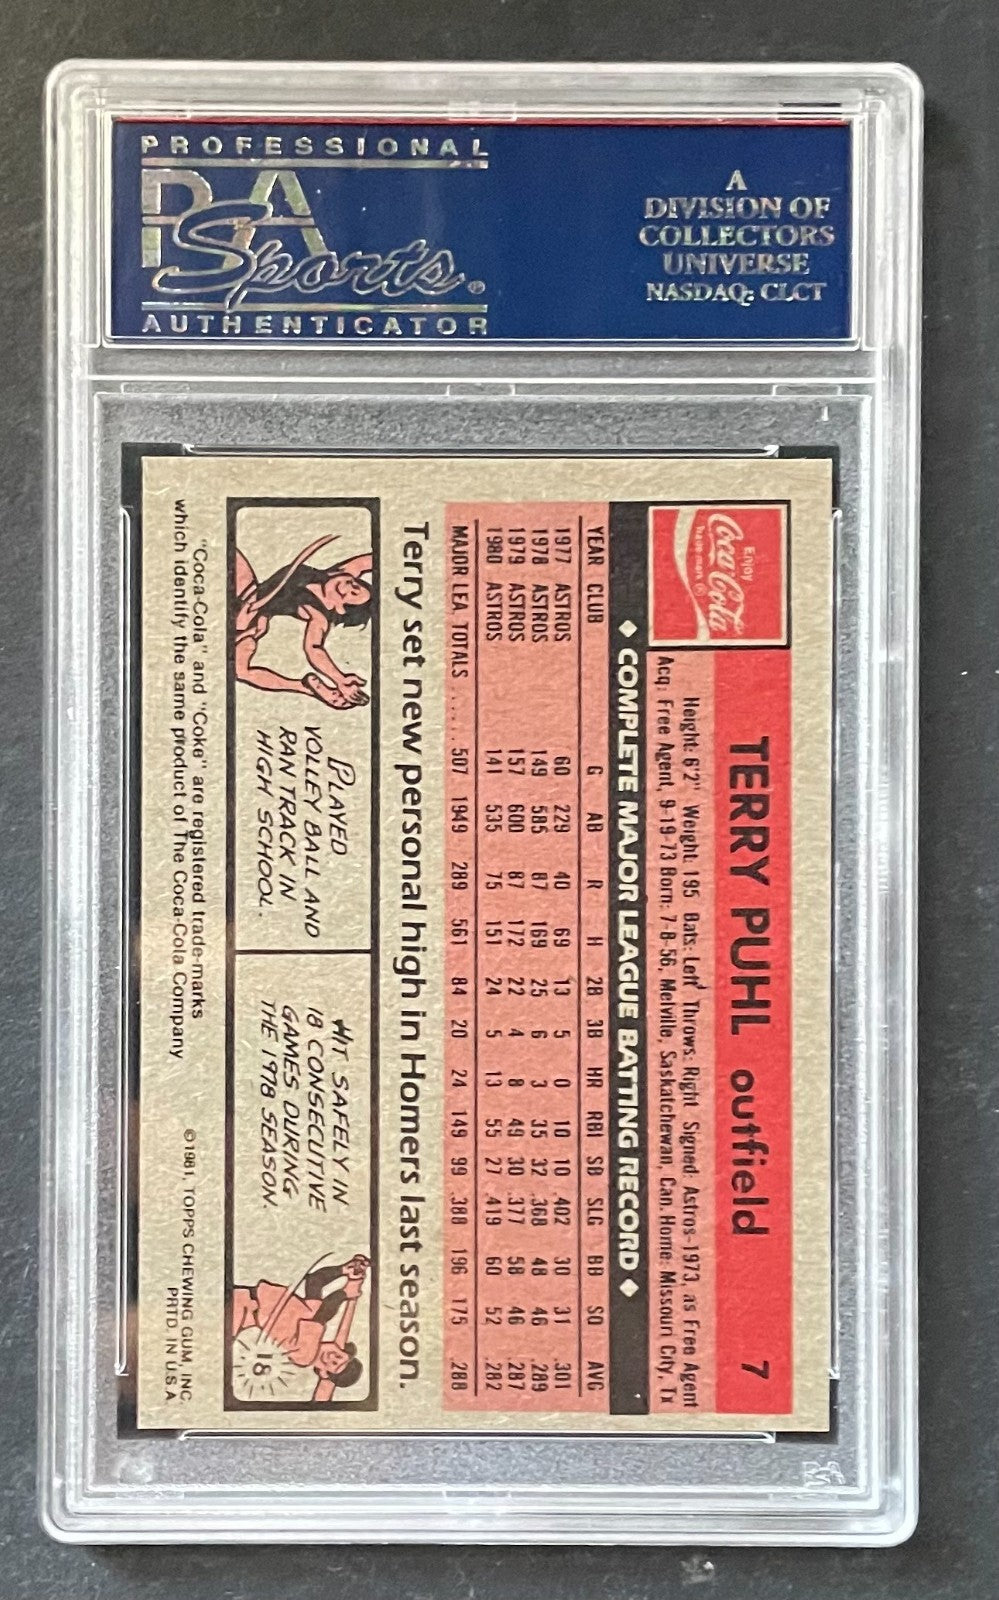 PROFESSIONAL
PSA
Sports
AUTHENTICATOR
A
DIVISION OF
COLLECTORS
UNIVERSE
NASDAQ: CLCT
Enjoy
Coca-Cola
Trade mark ®
TERRY PUHL outfield 7
Height: 6'2" Weight: 195 Bats: Left Throws: Right Signed: Astros-1973, as Free Agent
Acq: Free Agent, 9-19-73 Born: 7-8-56, Melville, Saskatchewan, Can. Home: Missouri City, Tx
◆ COMPLETE MAJOR LEAGUE BATTING RECORD ◆
YEAR CLUB G AB R H 2B 3B HR RBI SB SLG BB SO AVG
1977 ASTROS 60 229 40 69 13 5 0 10 10 .402 30 31 .301
1978 ASTROS 149 585 87 169 25 6 3 35 32 .368 48 46 .289
1979 ASTROS 157 600 87 172 22 4 8 49 30 .377 58 46 .287
1980 ASTROS 141 535 75 151 24 5 13 55 27 .419 60 52 .282
MAJOR LEA. TOTALS ..... 507 1949 289 561 84 20 24 149 99 .388 196 175 .288
Terry set new personal high in Homers last season.
PLAYED
VOLLEY BALL AND
RAN TRACK IN
HIGH SCHOOL.
HIT SAFELY IN
18 CONSECUTIVE
GAMES DURING
THE 1978 SEASON.
18
"Coca-Cola" and "Coke" are registered trade-marks
which identify the same product of The Coca-Cola Company
©1981, TOPPS CHEWING GUM, INC.
PRTD. IN U.S.A.